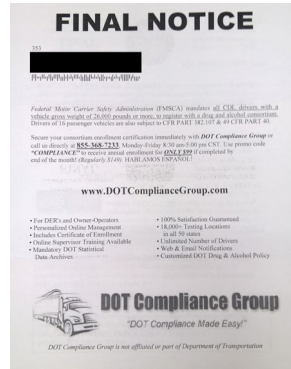 FINAL NOTICE
353
Federal Motor Carrier Safety Administration (FMSCA) mandates all CDL drivers with a
vehicle gross weight of 26,000 pounds or more, to register with a drug and alcohol consortium.
Drivers of 16 passenger vehicles are also subject to CFR PART 382.107 & 49 CFR PART 40.
Secure your consortium enrollment certification immediately with DOT Compliance Group or
call us directly at 855-368-7233, Monday-Friday 8:30 am-5:00 pm CST. Use promo code
"COMPLIANCE" to receive annual enrollment for ONLY $99 if completed by
end of the month! (Regularly $149). HABLAMOS ESPAÑOL!
www.DOTComplianceGroup.com
• For DER's and Owner-Operators
• Personalized Online Management
• Includes Certificate of Enrollment
• Online Supervisor Training Available
• Mandatory DOT Statistical
Data Archives
• 100% Satisfaction Guaranteed
• 18,000+ Testing Locations
in all 50 states
• Unlimited Number of Drivers
• Web & Email Notifications
• Customized DOT Drug & Alcohol Policy
DOT Compliance Group
"DOT Compliance Made Easy!"
DOT Compliance Group is not affliated or part of Department of Transportation